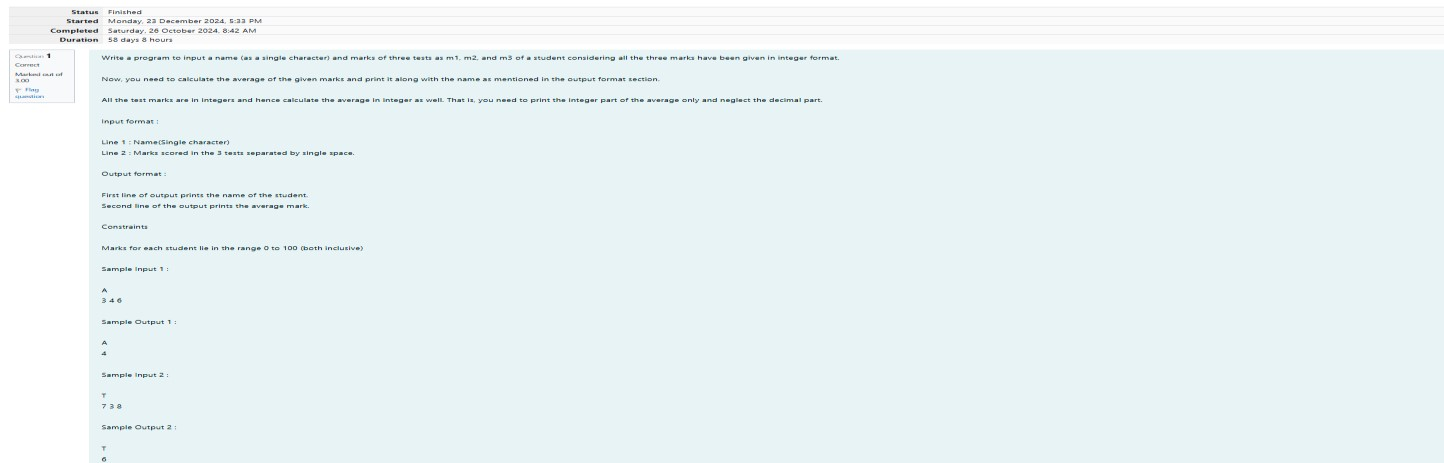 Status Finished
Started Monday, 23 December 2024, 5:33 PM
Completed Saturday, 26 October 2024, 8:42 AM
Duration 58 days 8 hours
Question 1
Correct
Marked out of
3.00
Flag
question
Write a program to input a name (as a single character) and marks of three tests as m1, m2, and m3 of a student considering all the three marks have been given in integer format.
Now, you need to calculate the average of the given marks and print it along with the name as mentioned in the output format section.
All the test marks are in integers and hence calculate the average in integer as well. That is, you need to print the integer part of the average only and neglect the decimal part.
Input format :
Line 1 : Name(Single character)
Line 2 : Marks scored in the 3 tests separated by single space.
Output format :
First line of output prints the name of the student.
Second line of the output prints the average mark.
Constraints
Marks for each student lie in the range 0 to 100 (both inclusive)
Sample Input 1 :
A
3 4 6
Sample Output 1 :
A
4
Sample Input 2 :
T
7 3 8
Sample Output 2 :
T
6